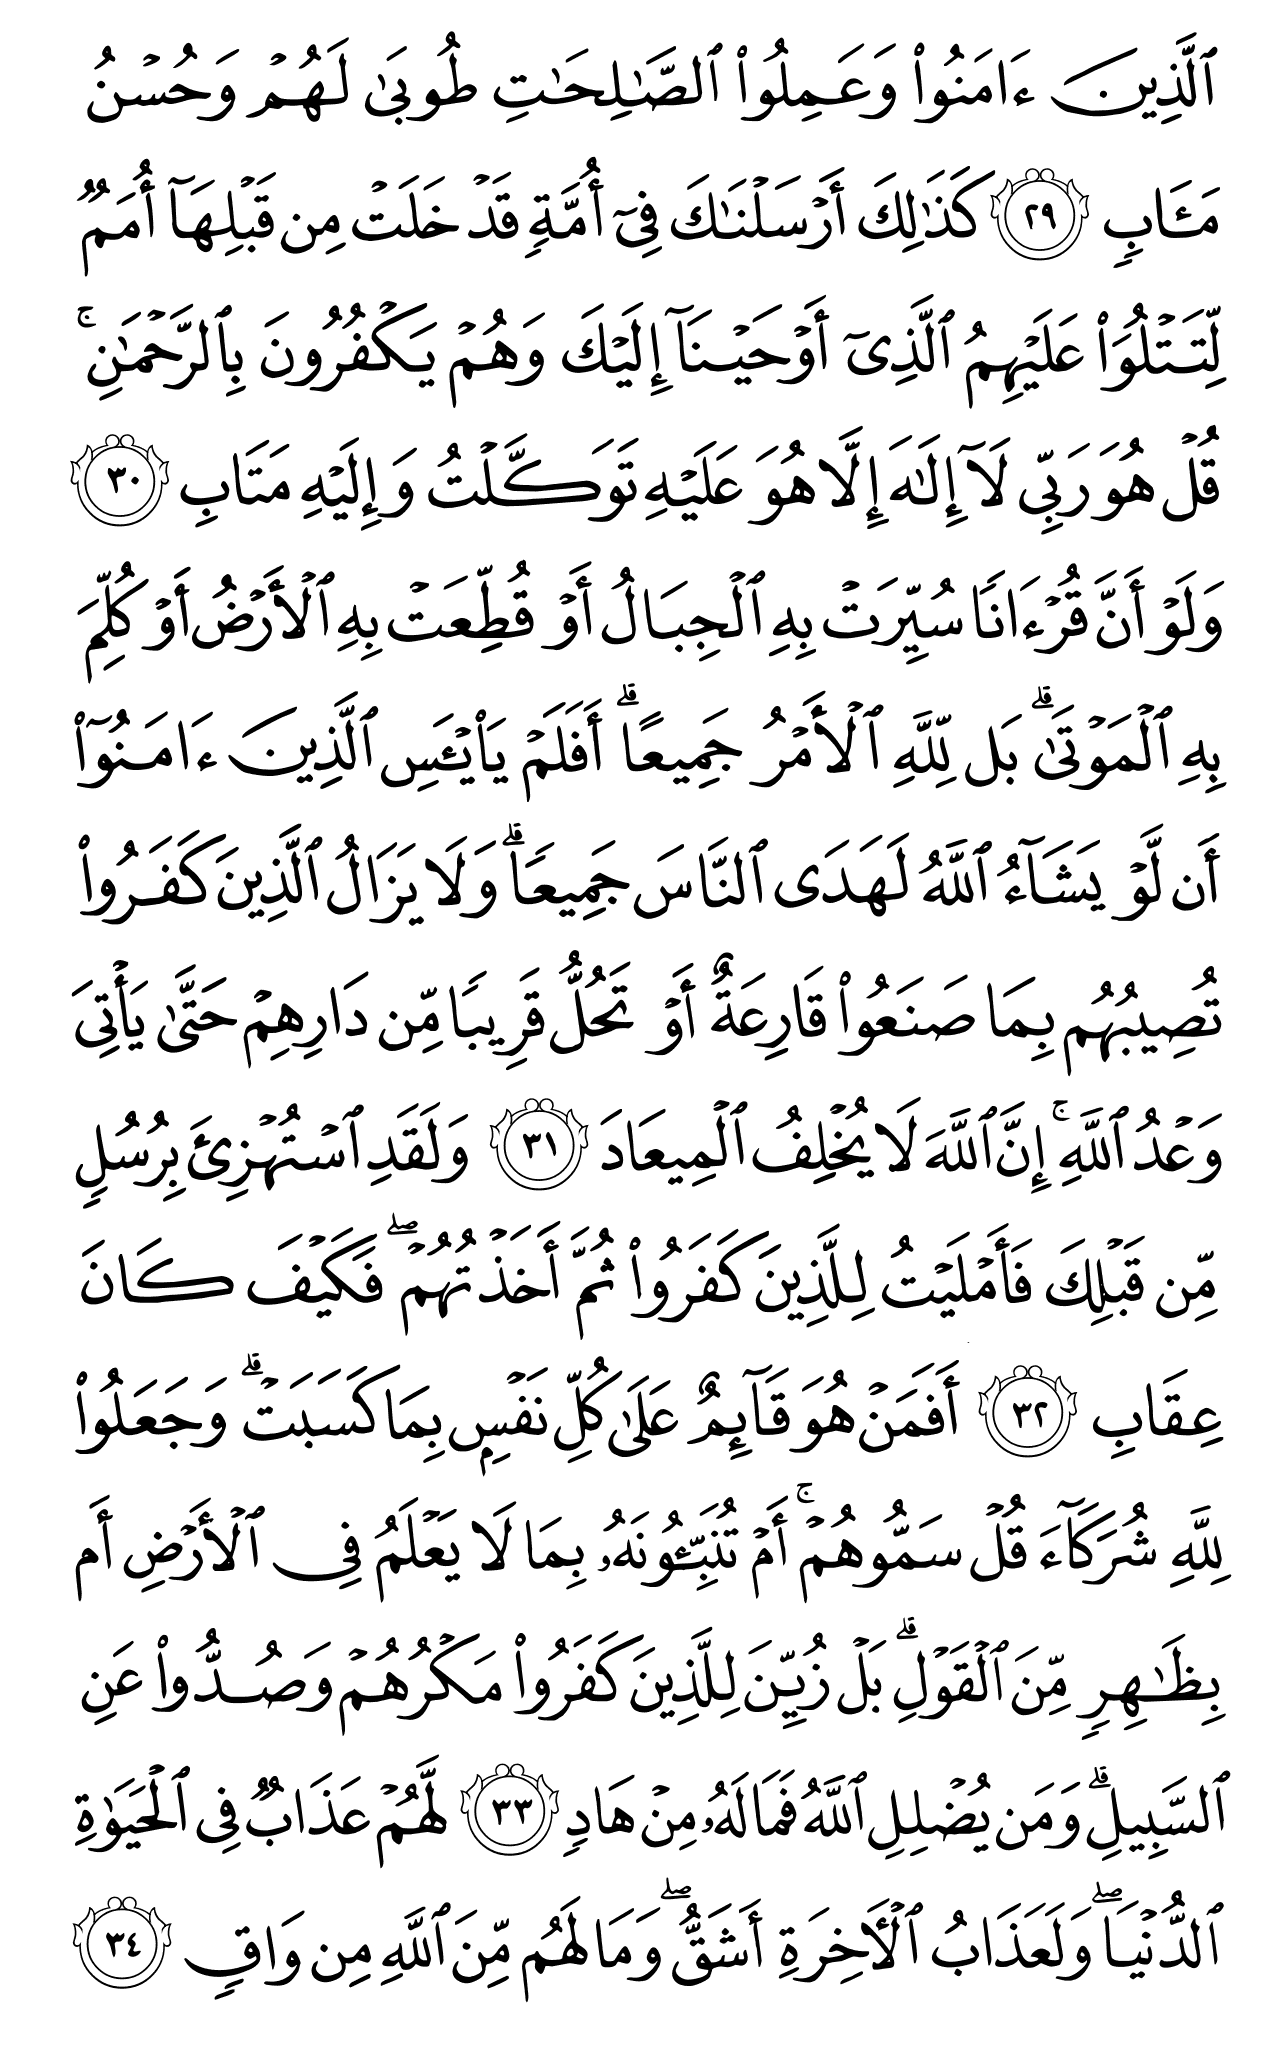 ٱلَّذِينَ ءَامَنُوا۟ وَعَمِلُوا۟ ٱلصَّـٰلِحَـٰتِ طُوبَىٰ لَهُمْ وَحُسْنُ
مَـَٔابٍ ٢٩ كَذَٰلِكَ أَرْسَلْنَـٰكَ فِىٓ أُمَّةٍ قَدْ خَلَتْ مِن قَبْلِهَآ أُمَمٌ
لِّتَتْلُوَا۟ عَلَيْهِمُ ٱلَّذِىٓ أَوْحَيْنَآ إِلَيْكَ وَهُمْ يَكْفُرُونَ بِٱلرَّحْمَـٰنِ ۚ
قُلْ هُوَ رَبِّى لَآ إِلَـٰهَ إِلَّا هُوَ عَلَيْهِ تَوَكَّلْتُ وَإِلَيْهِ مَتَابِ ٣٠
وَلَوْ أَنَّ قُرْءَانًا سُيِّرَتْ بِهِ ٱلْجِبَالُ أَوْ قُطِّعَتْ بِهِ ٱلْأَرْضُ أَوْ كُلِّمَ
بِهِ ٱلْمَوْتَىٰ ۗ بَل لِّلَّهِ ٱلْأَمْرُ جَمِيعًا ۗ أَفَلَمْ يَا۟يْـَٔسِ ٱلَّذِينَ ءَامَنُوٓا۟
أَن لَّوْ يَشَآءُ ٱللَّهُ لَهَدَى ٱلنَّاسَ جَمِيعًا ۗ وَلَا يَزَالُ ٱلَّذِينَ كَفَرُوا۟
تُصِيبُهُم بِمَا صَنَعُوا۟ قَارِعَةٌ أَوْ تَحُلُّ قَرِيبًا مِّن دَارِهِمْ حَتَّىٰ يَأْتِىَ
وَعْدُ ٱللَّهِ ۚ إِنَّ ٱللَّهَ لَا يُخْلِفُ ٱلْمِيعَادَ ٣١ وَلَقَدِ ٱسْتُهْزِئَ بِرُسُلٍ
مِّن قَبْلِكَ فَأَمْلَيْتُ لِلَّذِينَ كَفَرُوا۟ ثُمَّ أَخَذْتُهُمْ ۖ فَكَيْفَ كَانَ
عِقَابِ ٣٢ أَفَمَنْ هُوَ قَآئِمٌ عَلَىٰ كُلِّ نَفْسٍۭ بِمَا كَسَبَتْ ۗ وَجَعَلُوا۟
لِلَّهِ شُرَكَآءَ قُلْ سَمُّوهُمْ ۚ أَمْ تُنَبِّـُٔونَهُۥ بِمَا لَا يَعْلَمُ فِى ٱلْأَرْضِ أَم
بِظَـٰهِرٍ مِّنَ ٱلْقَوْلِ ۗ بَلْ زُيِّنَ لِلَّذِينَ كَفَرُوا۟ مَكْرُهُمْ وَصُدُّوا۟ عَنِ
ٱلسَّبِيلِ ۗ وَمَن يُضْلِلِ ٱللَّهُ فَمَا لَهُۥ مِنْ هَادٍ ٣٣ لَّهُمْ عَذَابٌ فِى ٱلْحَيَوٰةِ
ٱلدُّنْيَا ۖ وَلَعَذَابُ ٱلْـَٔاخِرَةِ أَشَقُّ ۖ وَمَا لَهُم مِّنَ ٱللَّهِ مِن وَاقٍ ٣٤